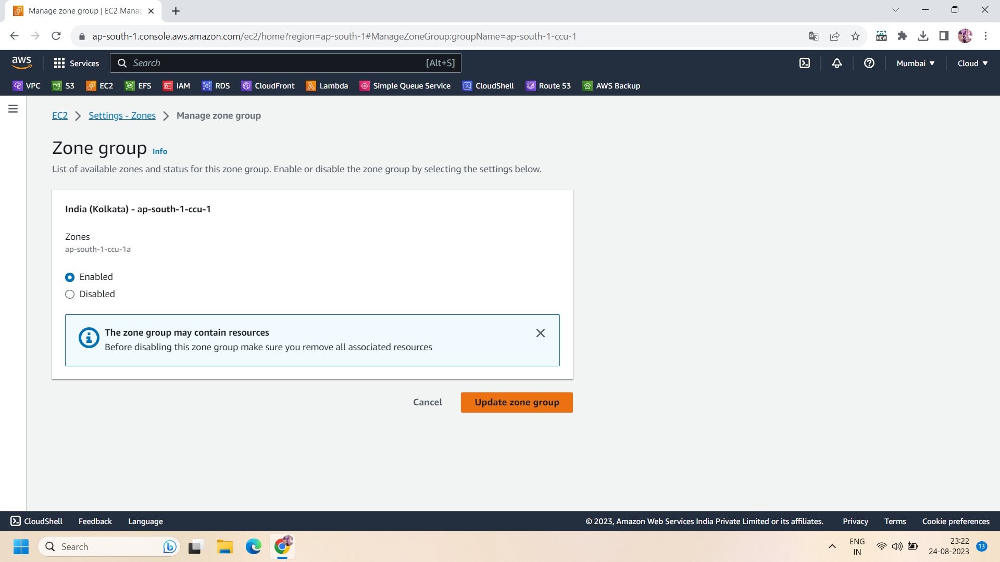 Manage zone group | EC2 Manag
ap-south-1.console.aws.amazon.com/ec2/home?region=ap-south-1#ManageZoneGroup:groupName=ap-south-1-ccu-1
NEW
aws
Services
Search
[Alt+S]
Mumbai
Cloud
VPC
S3
EC2
EFS
IAM
RDS
CloudFront
Lambda
Simple Queue Service
CloudShell
Route 53
AWS Backup
EC2
Settings - Zones
Manage zone group
Zone group Info
List of available zones and status for this zone group. Enable or disable the zone group by selecting the settings below.
India (Kolkata) - ap-south-1-ccu-1
Zones
ap-south-1-ccu-1a
Enabled
Disabled
The zone group may contain resources
Before disabling this zone group make sure you remove all associated resources
Cancel
Update zone group
CloudShell
Feedback
Language
© 2023, Amazon Web Services India Private Limited or its affiliates.
Privacy
Terms
Cookie preferences
Search
ENG
IN
23:22
24-08-2023
13